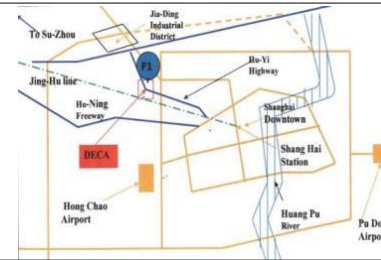 Jia-Ding
Industrial
District
To Su-Zhou
F1
Hu-Yi
Highway
Jing-Hu line
Hu-Ning
Freeway
Shanghai
Downtown
DECA
Shang Hai
Station
Hong Chao
Airport
Huang Pu
River
Pu Do
Airpo